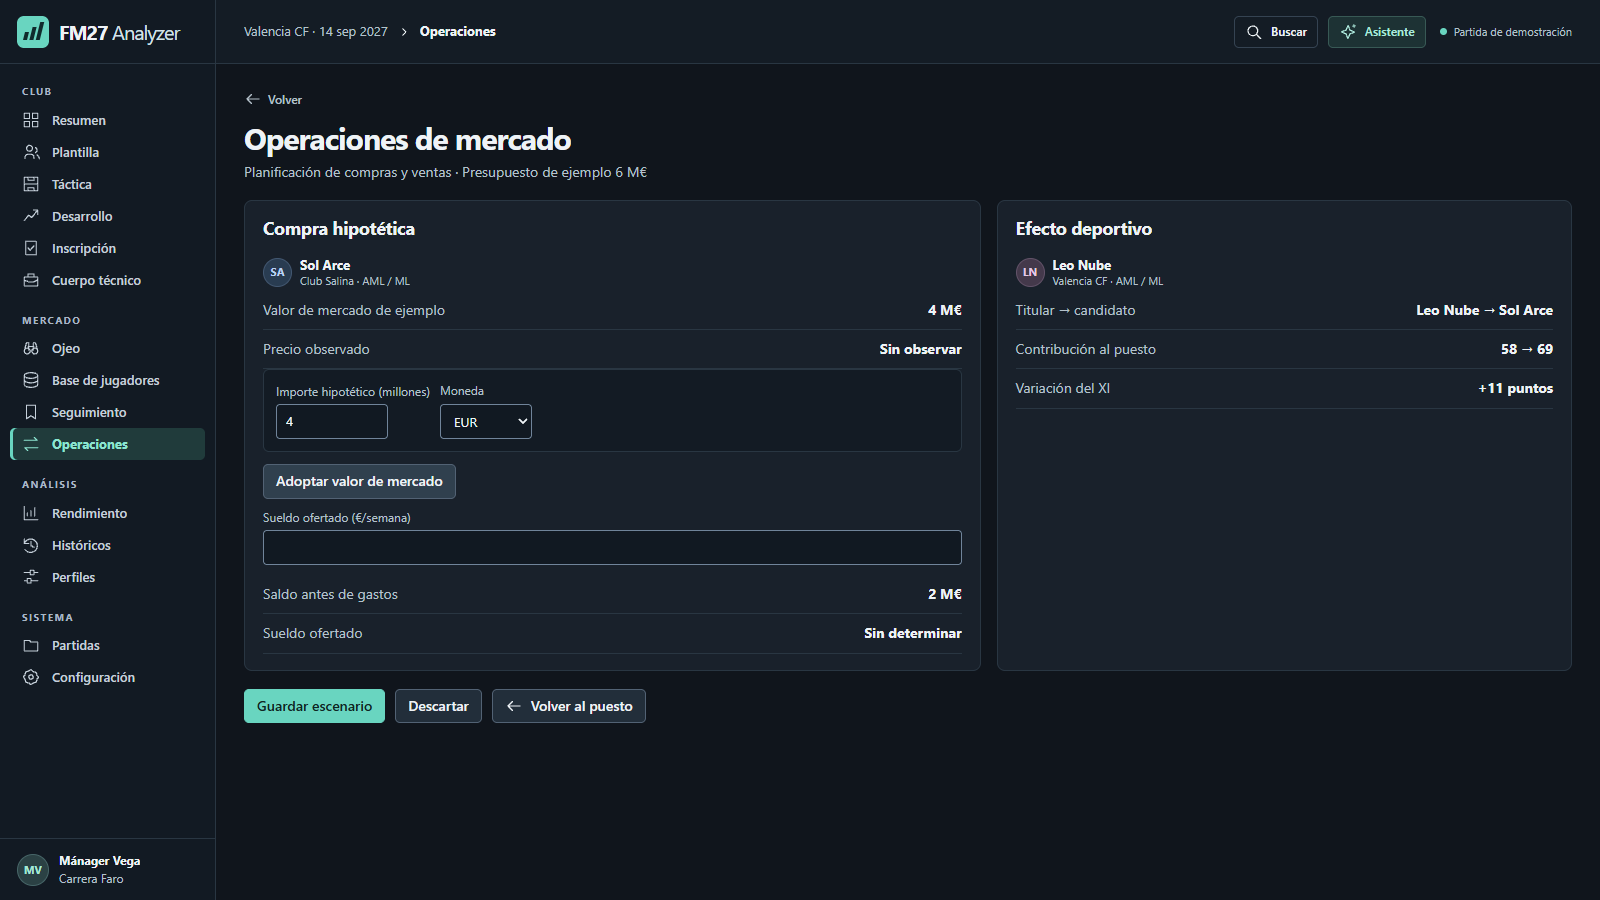 FM27 Analyzer
CLUB
Resumen
Plantilla
Táctica
Desarrollo
Inscripción
Cuerpo técnico
MERCADO
Ojeo
Base de jugadores
Seguimiento
Operaciones
ANÁLISIS
Rendimiento
Históricos
Perfiles
SISTEMA
Partidas
Configuración
MV
Mánager Vega
Carrera Faro
Valencia CF · 14 sep 2027 › Operaciones
Buscar
Asistente
Partida de demostración
← Volver
Operaciones de mercado
Planificación de compras y ventas · Presupuesto de ejemplo 6 M€
Compra hipotética
SA
Sol Arce
Club Salina · AML / ML
Valor de mercado de ejemplo 4 M€
Precio observado Sin observar
Importe hipotético (millones) Moneda
4 EUR
Adoptar valor de mercado
Sueldo ofertado (€/semana)
Saldo antes de gastos 2 M€
Sueldo ofertado Sin determinar
Efecto deportivo
LN
Leo Nube
Valencia CF · AML / ML
Titular → candidato Leo Nube → Sol Arce
Contribución al puesto 58 → 69
Variación del XI +11 puntos
Guardar escenario
Descartar
← Volver al puesto